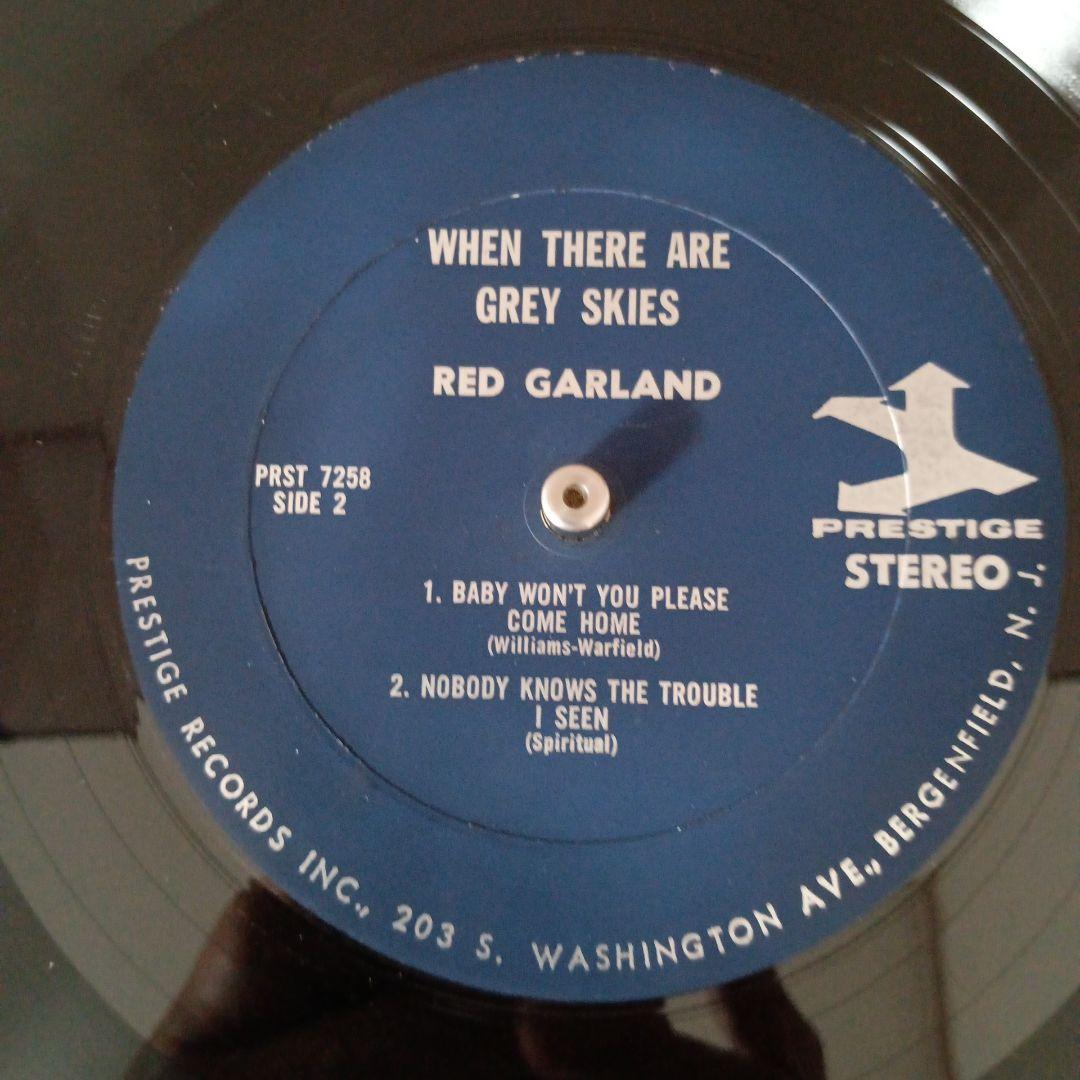 WHEN THERE ARE
GREY SKIES
RED GARLAND
PRST 7258
SIDE 2
PRESTIGE
STEREO
1. BABY WON'T YOU PLEASE
COME HOME
(Williams-Warfield)
2. NOBODY KNOWS THE TROUBLE
I SEEN
(Spiritual)
PRESTIGE RECORDS INC., 203 S. WASHINGTON AVE., BERGENFIELD, N. J.